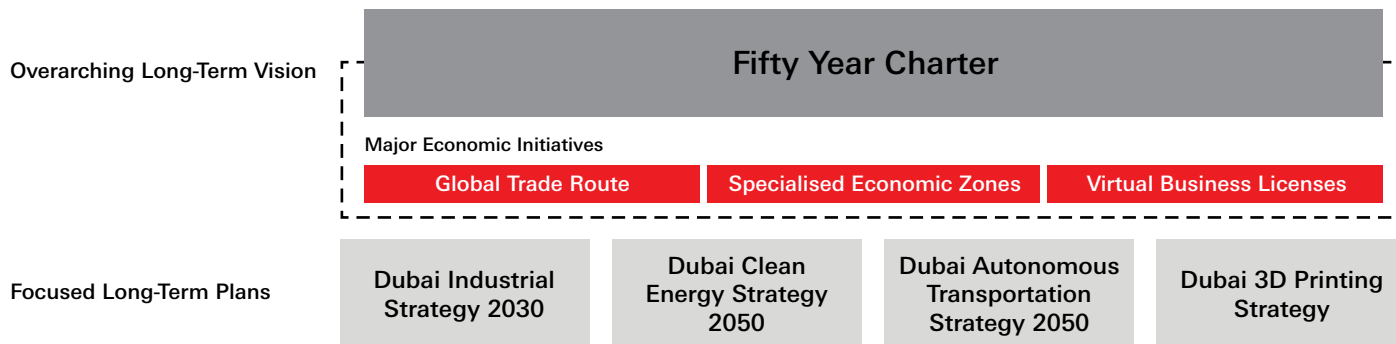 Overarching Long-Term Vision
Fifty Year Charter
Major Economic Initiatives
Global Trade Route
Specialised Economic Zones
Virtual Business Licenses
Focused Long-Term Plans
Dubai Industrial
Strategy 2030
Dubai Clean
Energy Strategy
2050
Dubai Autonomous
Transportation
Strategy 2050
Dubai 3D Printing
Strategy